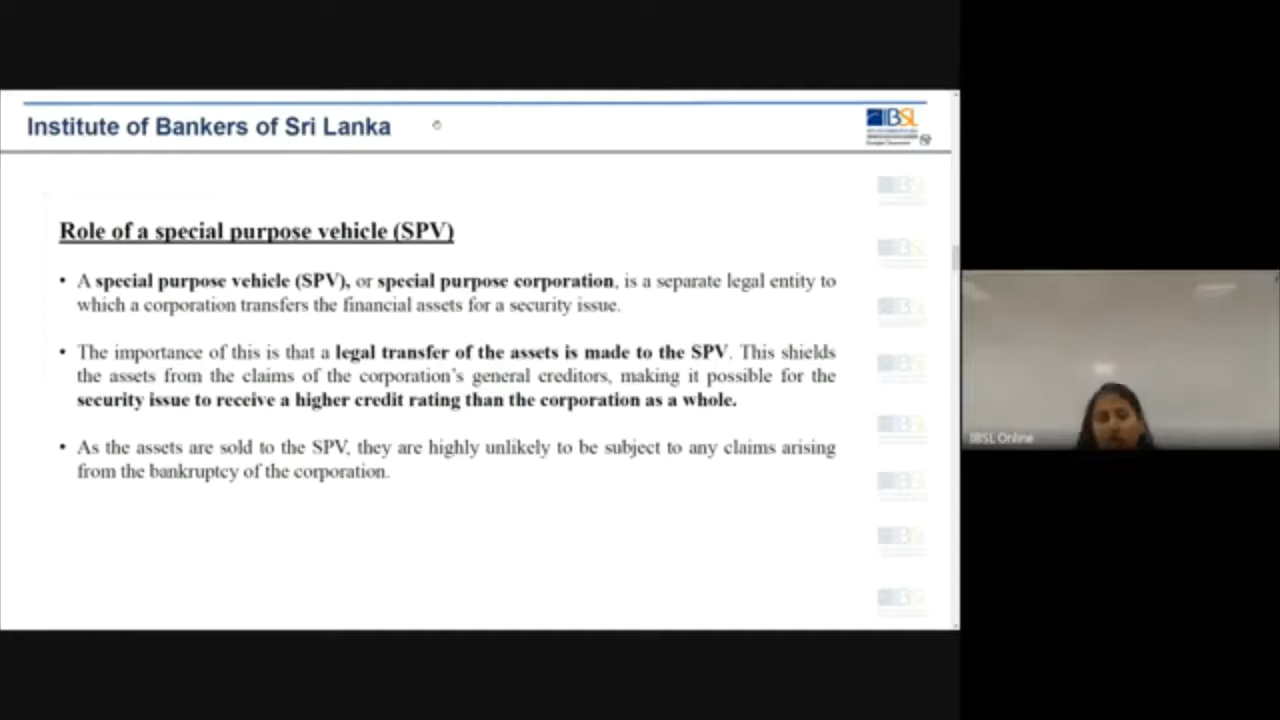 Institute of Bankers of Sri Lanka
IBSL
Role of a special purpose vehicle (SPV)
• A special purpose vehicle (SPV), or special purpose corporation, is a separate legal entity to
which a corporation transfers the financial assets for a security issue.
• The importance of this is that a legal transfer of the assets is made to the SPV. This shields
the assets from the claims of the corporation's general creditors, making it possible for the
security issue to receive a higher credit rating than the corporation as a whole.
• As the assets are sold to the SPV, they are highly unlikely to be subject to any claims arising
from the bankruptcy of the corporation.
IBSL Online